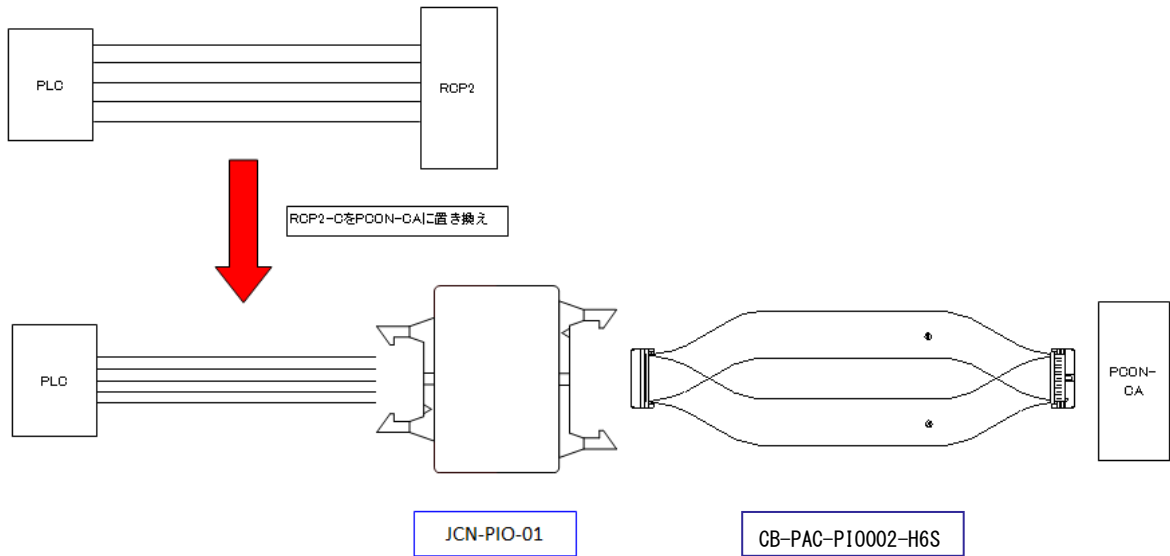 PLC
RCP2
RCP2-CをPCON-CAに置き換え
PLC
PCON-
CA
JCN-PIO-01
CB-PAC-PIO002-H6S